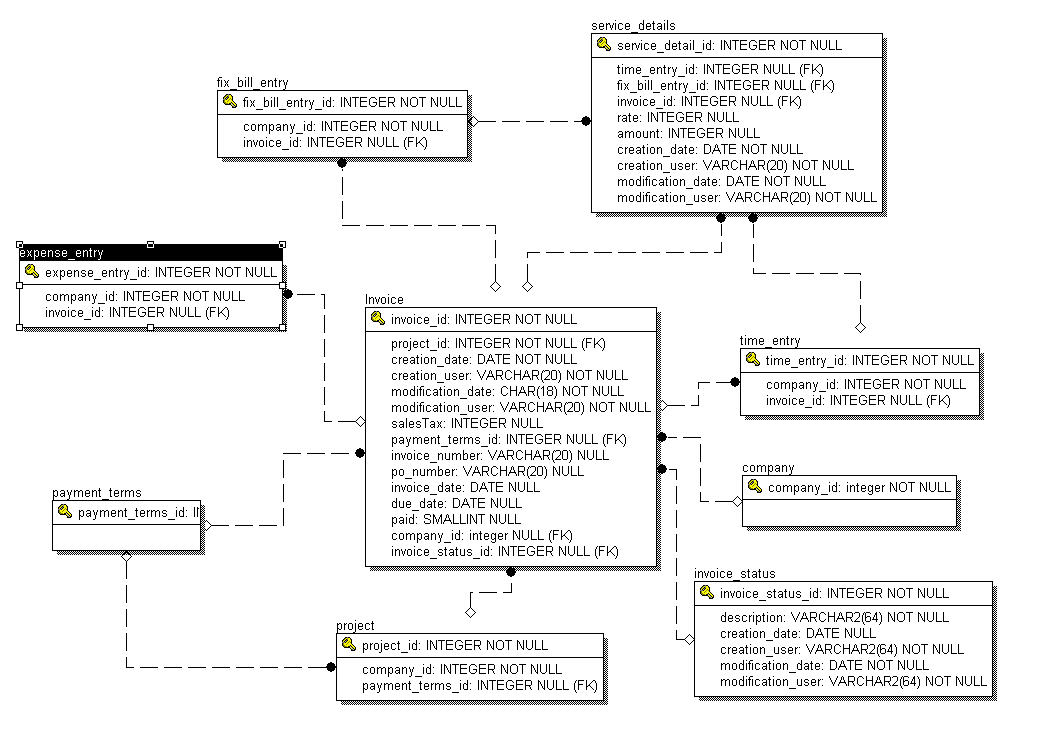 service_details
service_detail_id: INTEGER NOT NULL
time_entry_id: INTEGER NULL (FK)
fix_bill_entry_id: INTEGER NULL (FK)
invoice_id: INTEGER NULL (FK)
rate: INTEGER NULL
amount: INTEGER NULL
creation_date: DATE NOT NULL
creation_user: VARCHAR(20) NOT NULL
modification_date: DATE NOT NULL
modification_user: VARCHAR(20) NOT NULL
fix_bill_entry
fix_bill_entry_id: INTEGER NOT NULL
company_id: INTEGER NOT NULL
invoice_id: INTEGER NULL (FK)
expense_entry
expense_entry_id: INTEGER NOT NULL
company_id: INTEGER NOT NULL
invoice_id: INTEGER NULL (FK)
Invoice
invoice_id: INTEGER NOT NULL
project_id: INTEGER NOT NULL (FK)
creation_date: DATE NOT NULL
creation_user: VARCHAR(20) NOT NULL
modification_date: CHAR(18) NOT NULL
modification_user: VARCHAR(20) NOT NULL
salesTax: INTEGER NULL
payment_terms_id: INTEGER NULL (FK)
invoice_number: VARCHAR(20) NULL
po_number: VARCHAR(20) NULL
invoice_date: DATE NULL
due_date: DATE NULL
paid: SMALLINT NULL
company_id: integer NULL (FK)
invoice_status_id: INTEGER NULL (FK)
time_entry
time_entry_id: INTEGER NOT NULL
company_id: INTEGER NOT NULL
invoice_id: INTEGER NULL (FK)
company
company_id: integer NOT NULL
payment_terms
payment_terms_id:
invoice_status
invoice_status_id: INTEGER NOT NULL
description: VARCHAR2(64) NOT NULL
creation_date: DATE NULL
creation_user: VARCHAR2(64) NOT NULL
modification_date: DATE NOT NULL
modification_user: VARCHAR2(64) NOT NULL
project
project_id: INTEGER NOT NULL
company_id: INTEGER NOT NULL
payment_terms_id: INTEGER NULL (FK)